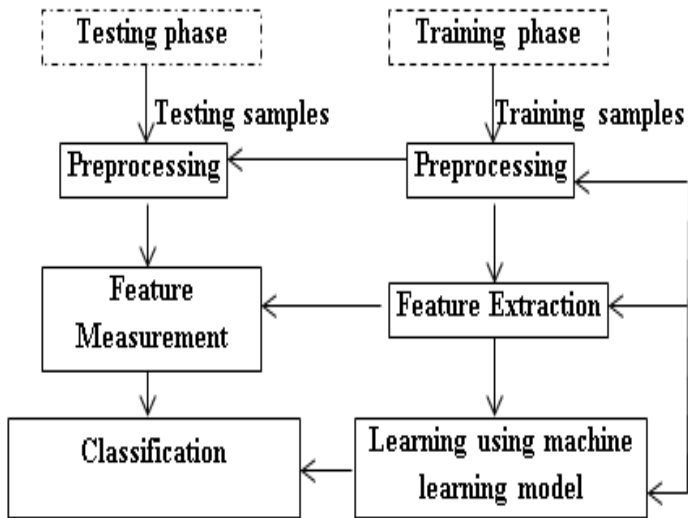 Testing phase
Training phase
Testing samples
Training samples
Preprocessing
Preprocessing
Feature
Measurement
Feature Extraction
Classification
Learning using machine
learning model